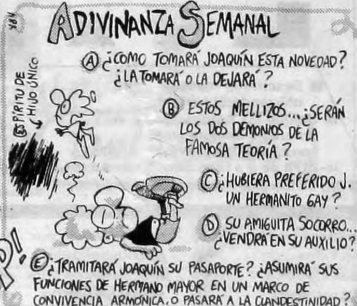 ADIVINANZA SEMANAL
A ¿CÓMO TOMARÁ JOAQUÍN ESTA NOVEDAD?
¿LA TOMARÁ O LA DEJARÁ?
ESPÍRITU DE
HIJO ÚNICO
B ESTOS MELLIZOS... ¿SERÁN
LOS DOS DEMONIOS DE LA
FAMOSA TEORÍA?
C ¿HUBIERA PREFERIDO J.
UN HERMANITO GAY?
D SU AMIGUITA SOCORRO...
¿VENDRÁ EN SU AUXILIO?
P!
E ¿TRAMITARÁ JOAQUÍN SU PASAPORTE? ¿ASUMIRÁ SUS
FUNCIONES DE HERMANO MAYOR EN UN MARCO DE
CONVIVENCIA ARMÓNICA, O PASARÁ A LA CLANDESTINIDAD?